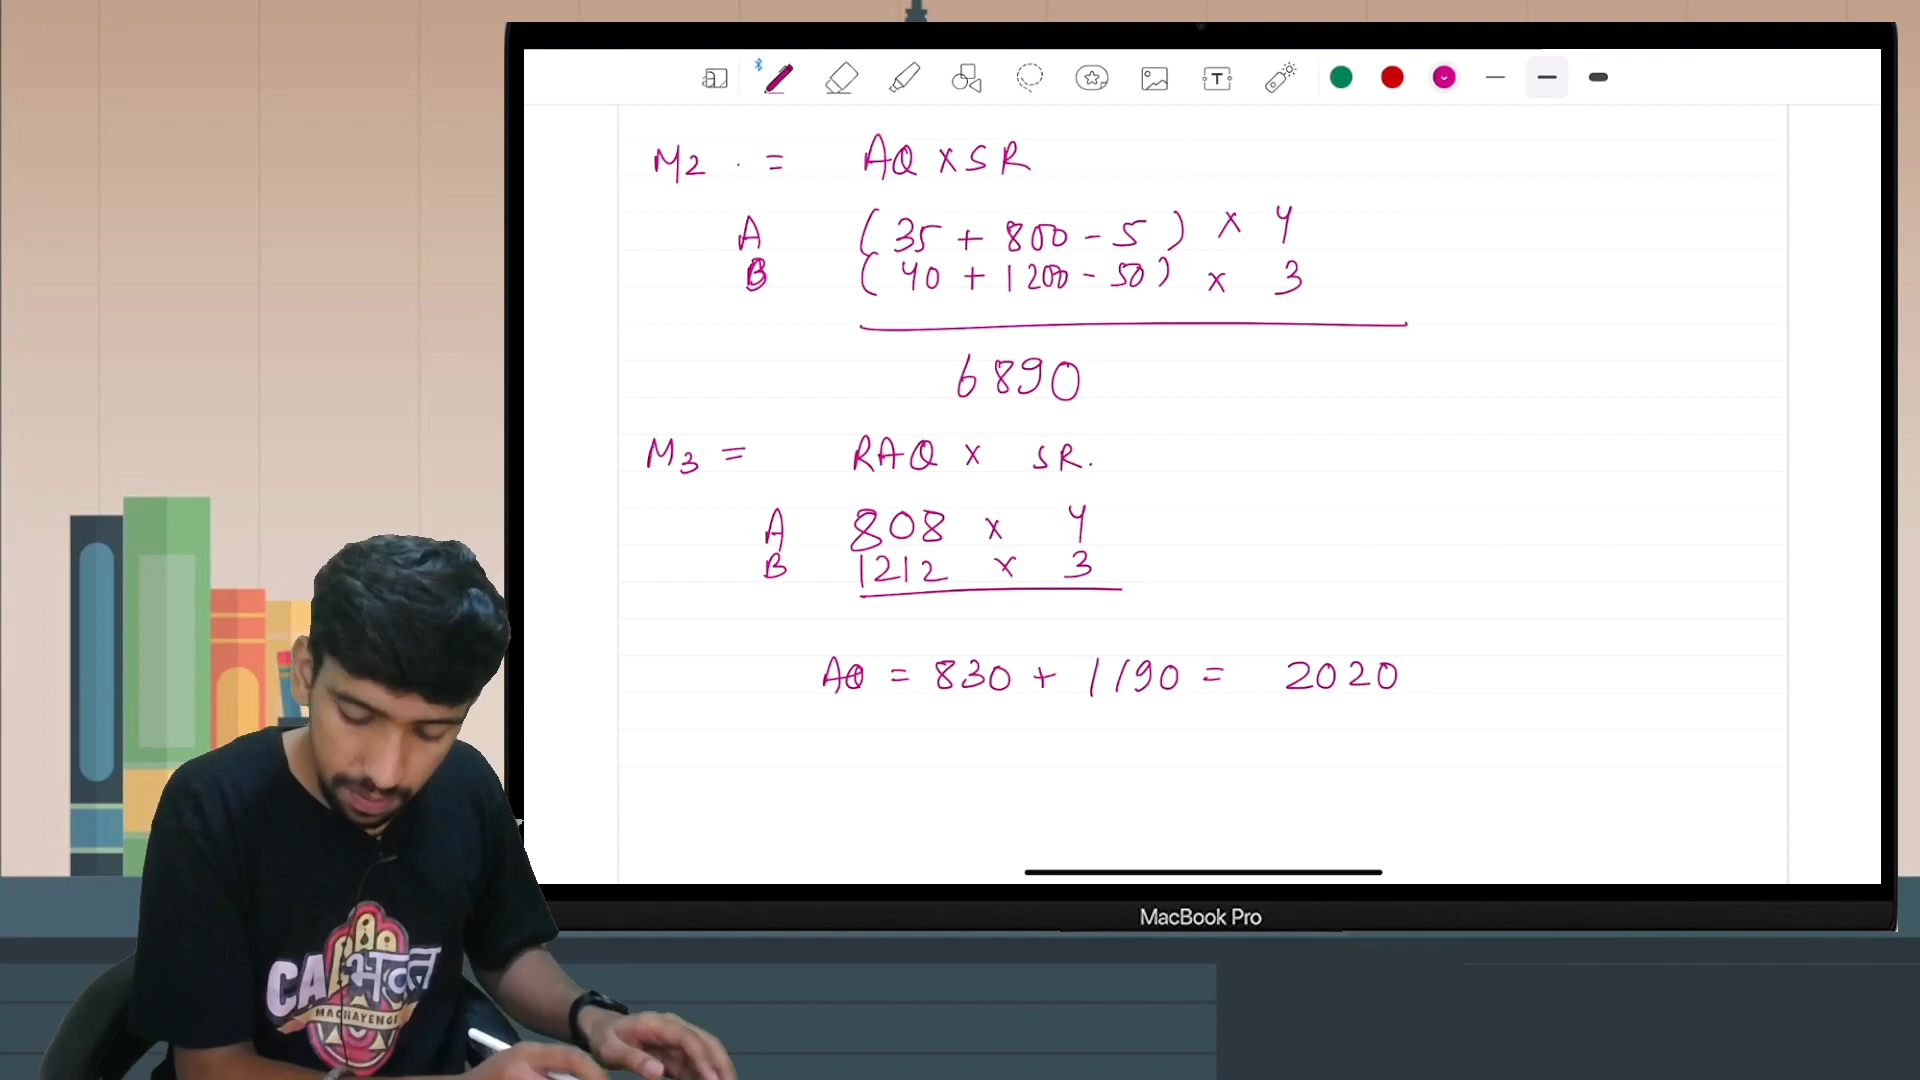 M2 . = AQ x SR
A ( 35 + 800 - 5 ) x 4
B ( 40 + 1200 - 50 ) x 3
6890
M3 = RAQ x SR.
A 808 x 4
B 1212 x 3
AQ = 830 + 1190 = 2020
MacBook Pro
CA भक्त
MACHAYENGE